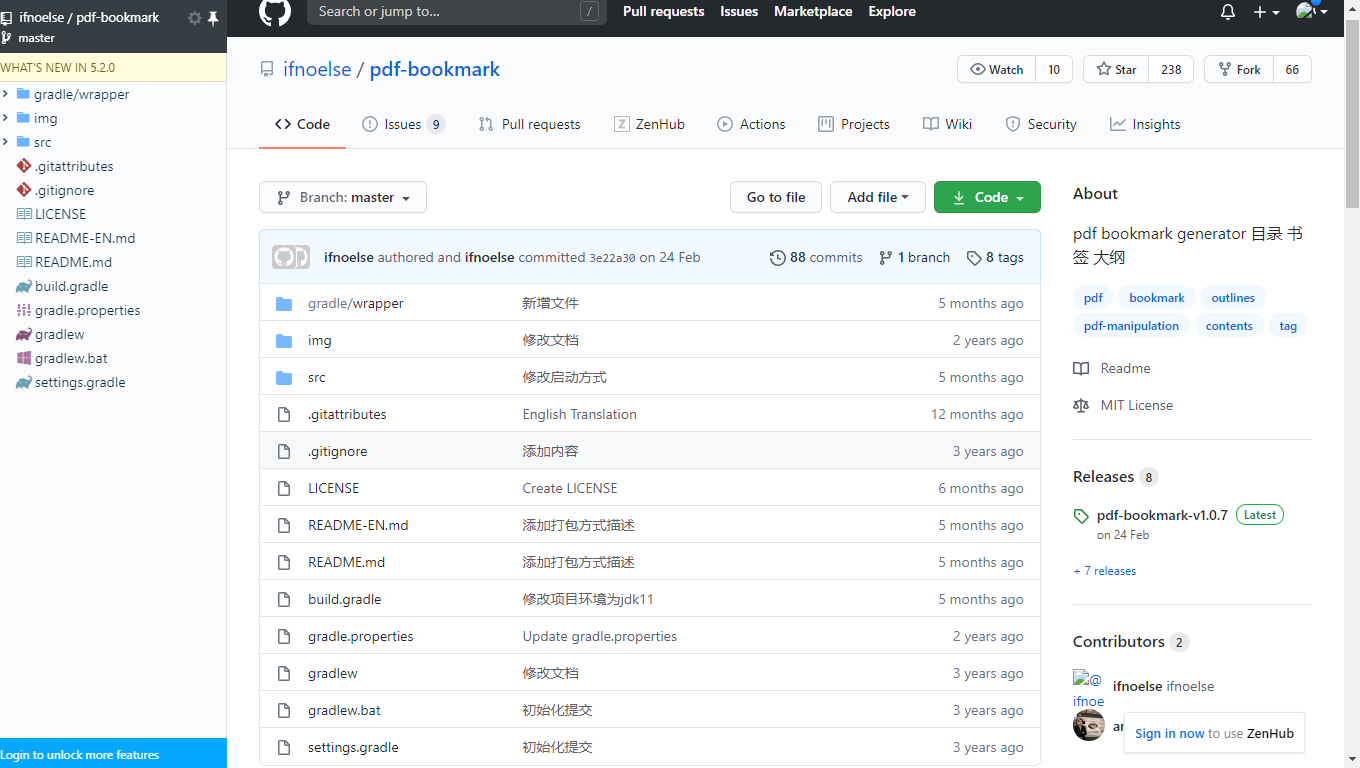 ifnoelse / pdf-bookmark
master
WHAT'S NEW IN 5.2.0
gradle/wrapper
img
src
.gitattributes
.gitignore
LICENSE
README-EN.md
README.md
build.gradle
gradle.properties
gradlew
gradlew.bat
settings.gradle
Login to unlock more features
Search or jump to...
/
Pull requests Issues Marketplace Explore
ifnoelse / pdf-bookmark
Watch 10 Star 238 Fork 66
Code Issues 9 Pull requests ZenHub Actions Projects Wiki Security Insights
Branch: master Go to file Add file Code
ifnoelse authored and ifnoelse committed 3e22a30 on 24 Feb 88 commits 1 branch 8 tags
gradle/wrapper 新增文件 5 months ago
img 修改文档 2 years ago
src 修改启动方式 5 months ago
.gitattributes English Translation 12 months ago
.gitignore 添加内容 3 years ago
LICENSE Create LICENSE 6 months ago
README-EN.md 添加打包方式描述 5 months ago
README.md 添加打包方式描述 5 months ago
build.gradle 修改项目环境为jdk11 5 months ago
gradle.properties Update gradle.properties 2 years ago
gradlew 修改文档 3 years ago
gradlew.bat 初始化提交 3 years ago
settings.gradle 初始化提交 3 years ago
About
pdf bookmark generator 目录 书
签 大纲
pdf bookmark outlines
pdf-manipulation contents tag
Readme
MIT License
Releases 8
pdf-bookmark-v1.0.7 Latest
on 24 Feb
+ 7 releases
Contributors 2
@
ifnoe
ifnoelse ifnoelse
Sign in now to use ZenHub